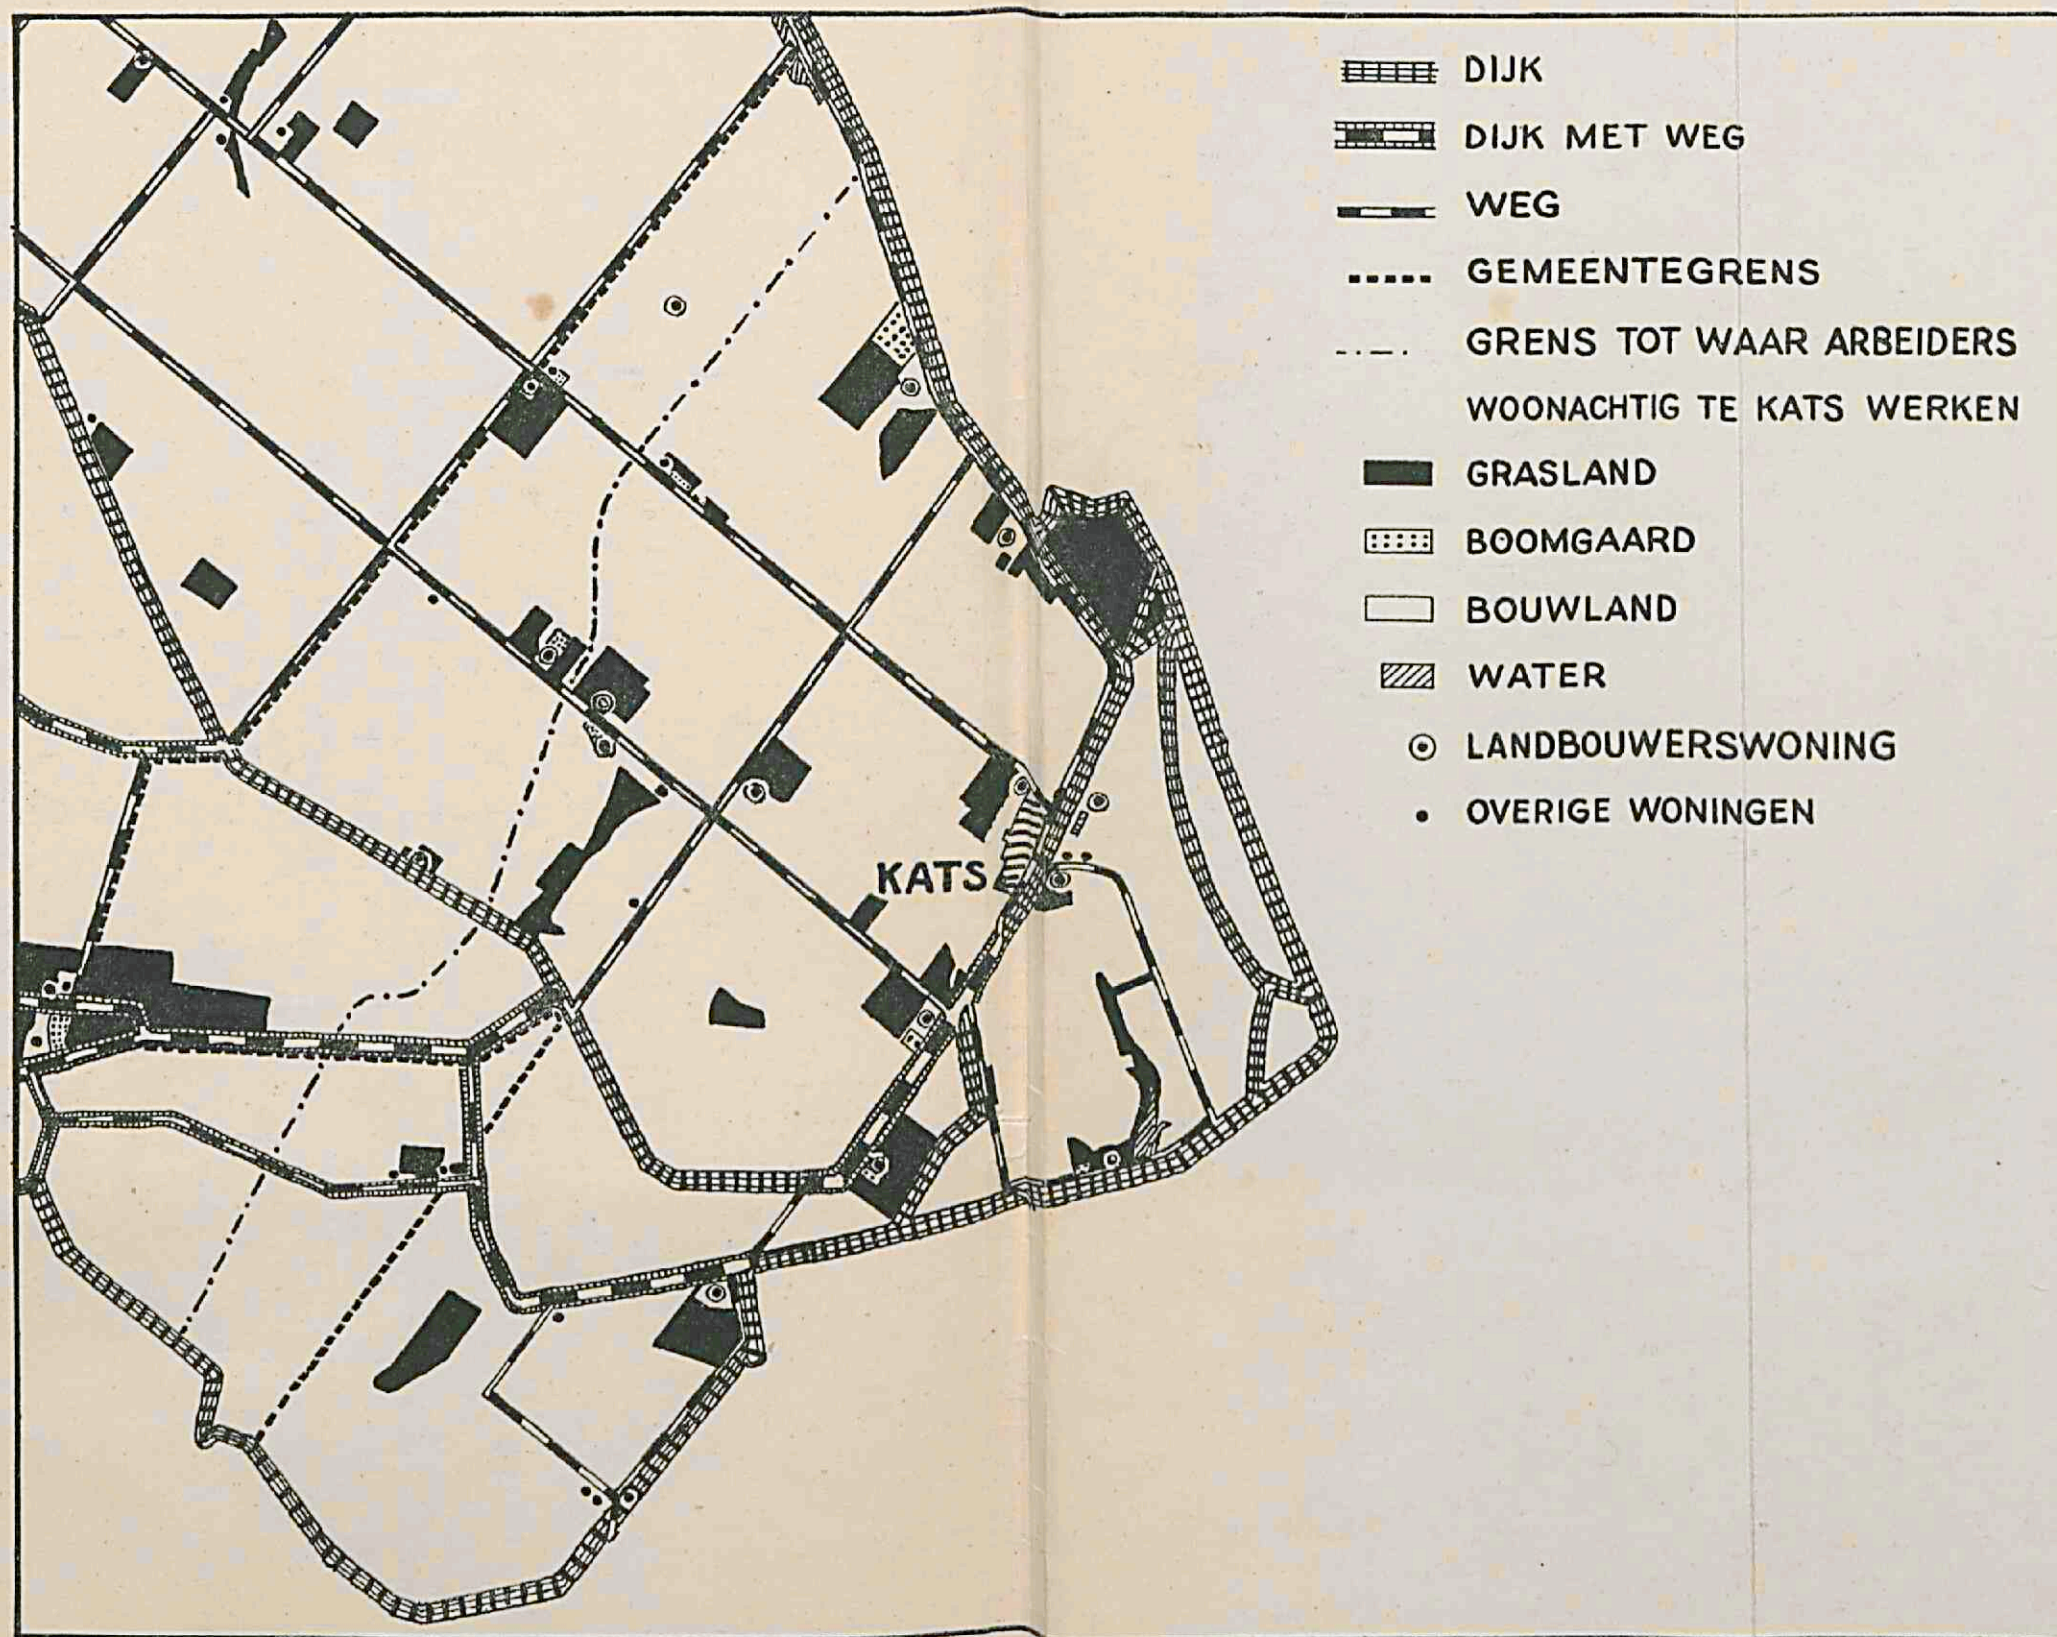 DIJK
DIJK MET WEG
WEG
GEMEENTEGRENS
GRENS TOT WAAR ARBEIDERS
WOONACHTIG TE KATS WERKEN
GRASLAND
BOOMGAARD
BOUWLAND
WATER
LANDBOUWERSWONING
OVERIGE WONINGEN
KATS